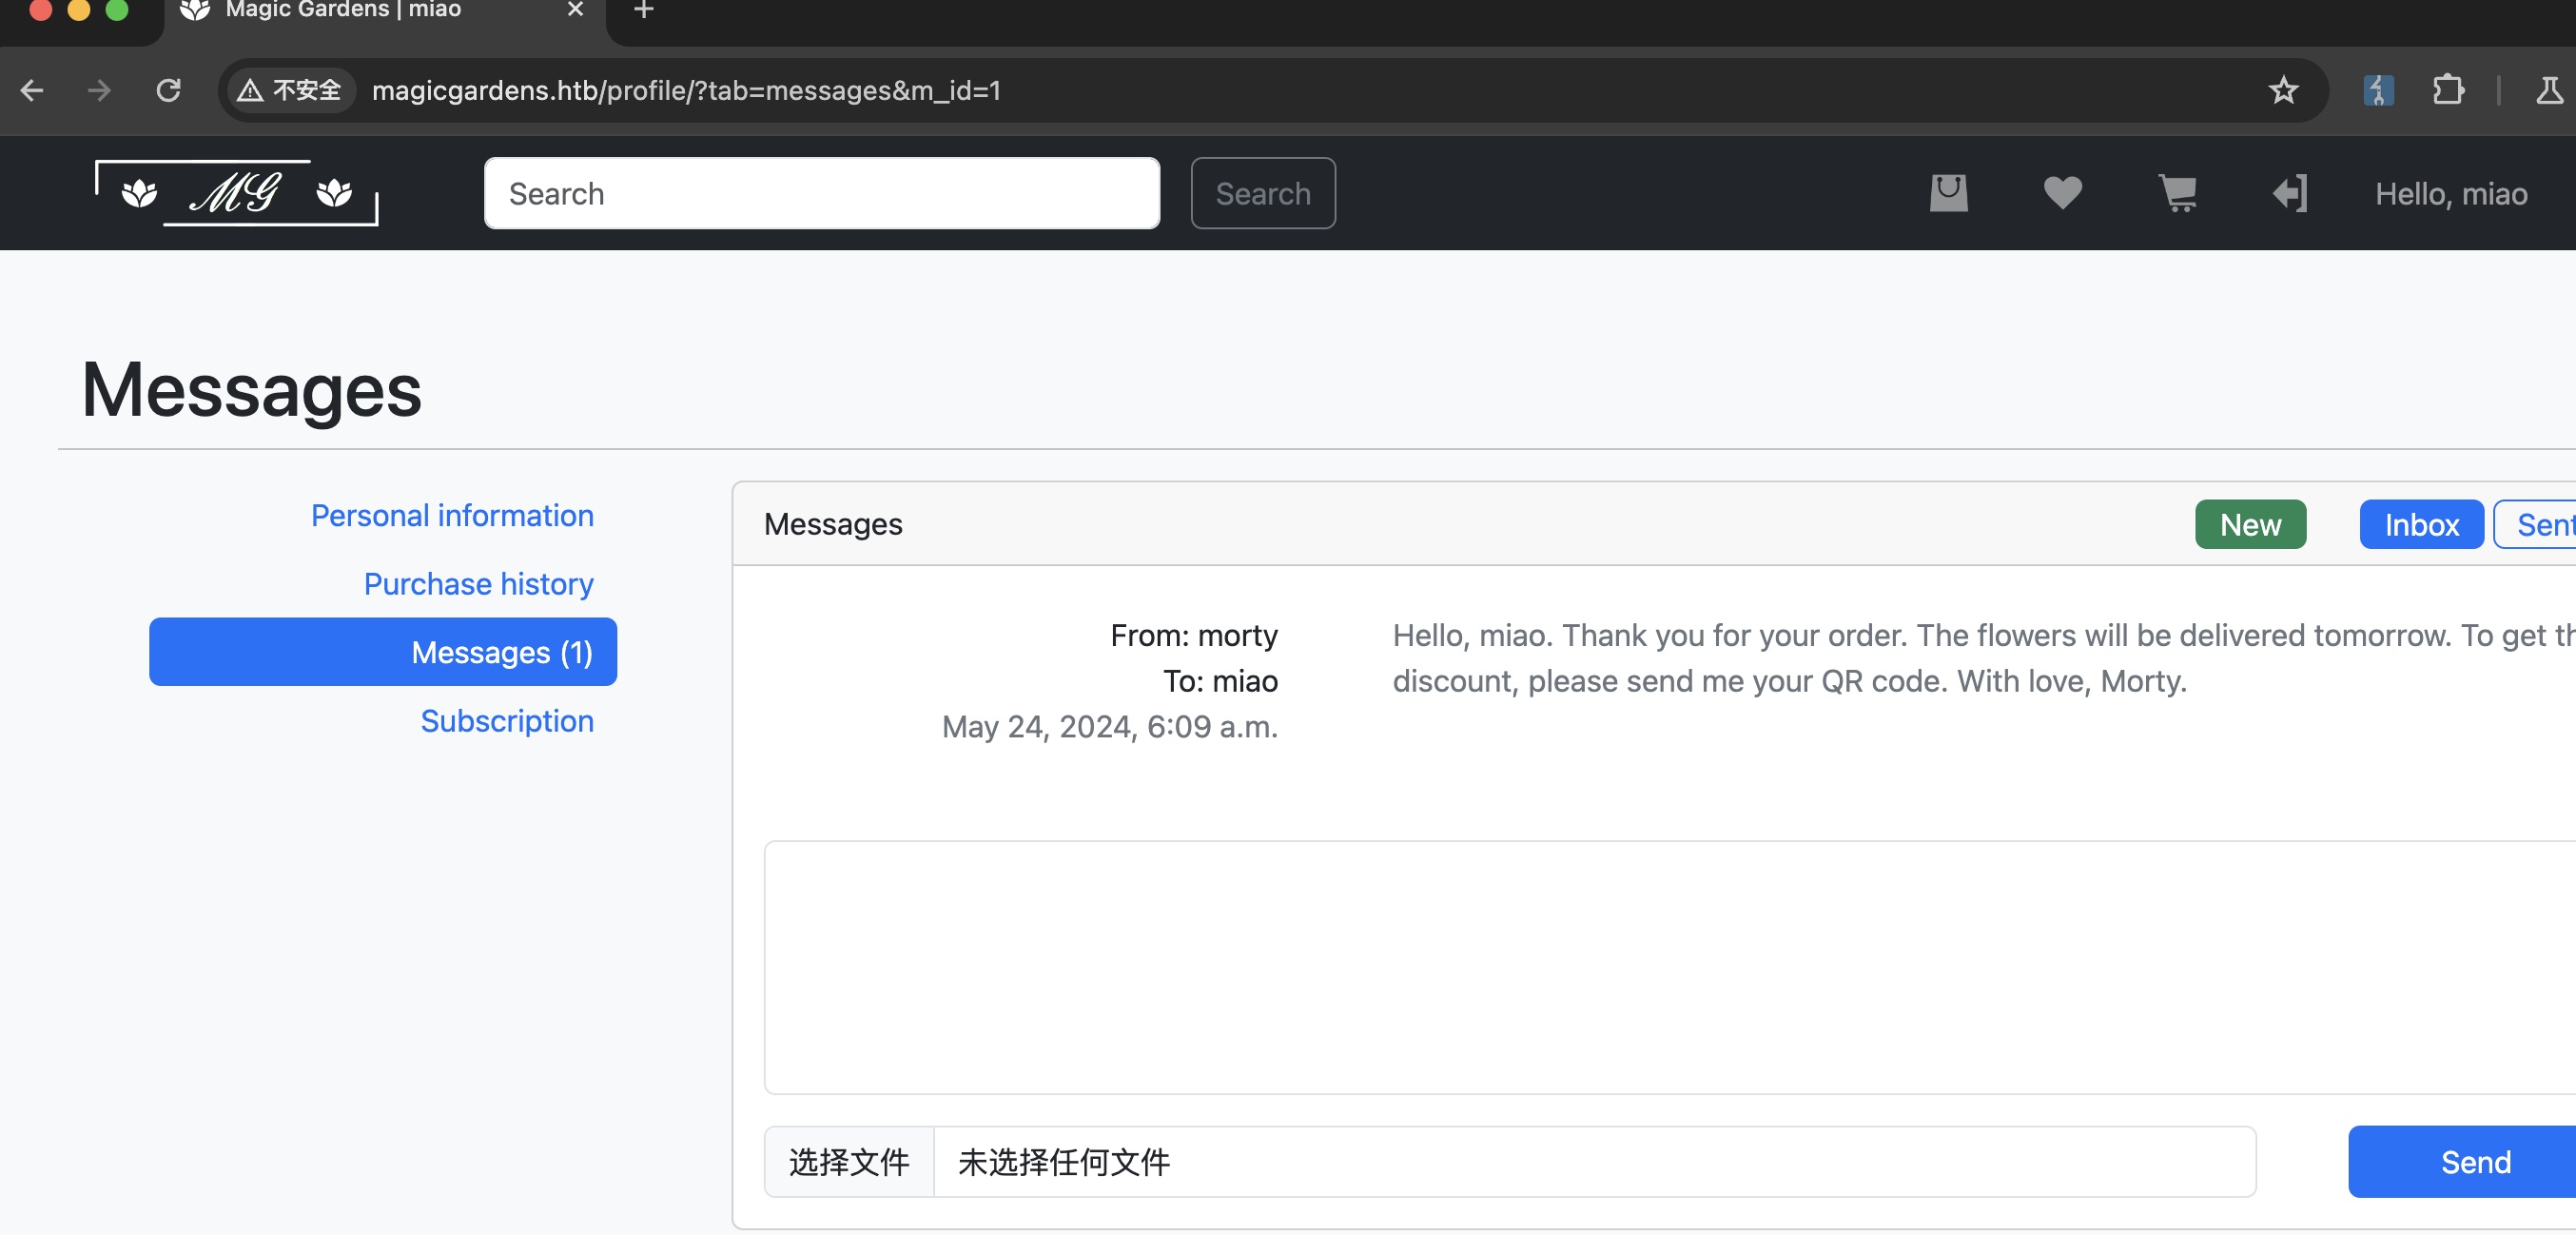 Magic Gardens | miao
不安全 magicgardens.htb/profile/?tab=messages&m_id=1
MG Search Search Hello, miao
Messages
Personal information
Purchase history
Messages (1)
Subscription
Messages New Inbox Sent
From: morty
To: miao
May 24, 2024, 6:09 a.m.
Hello, miao. Thank you for your order. The flowers will be delivered tomorrow. To get th
discount, please send me your QR code. With love, Morty.
选择文件 未选择任何文件 Send